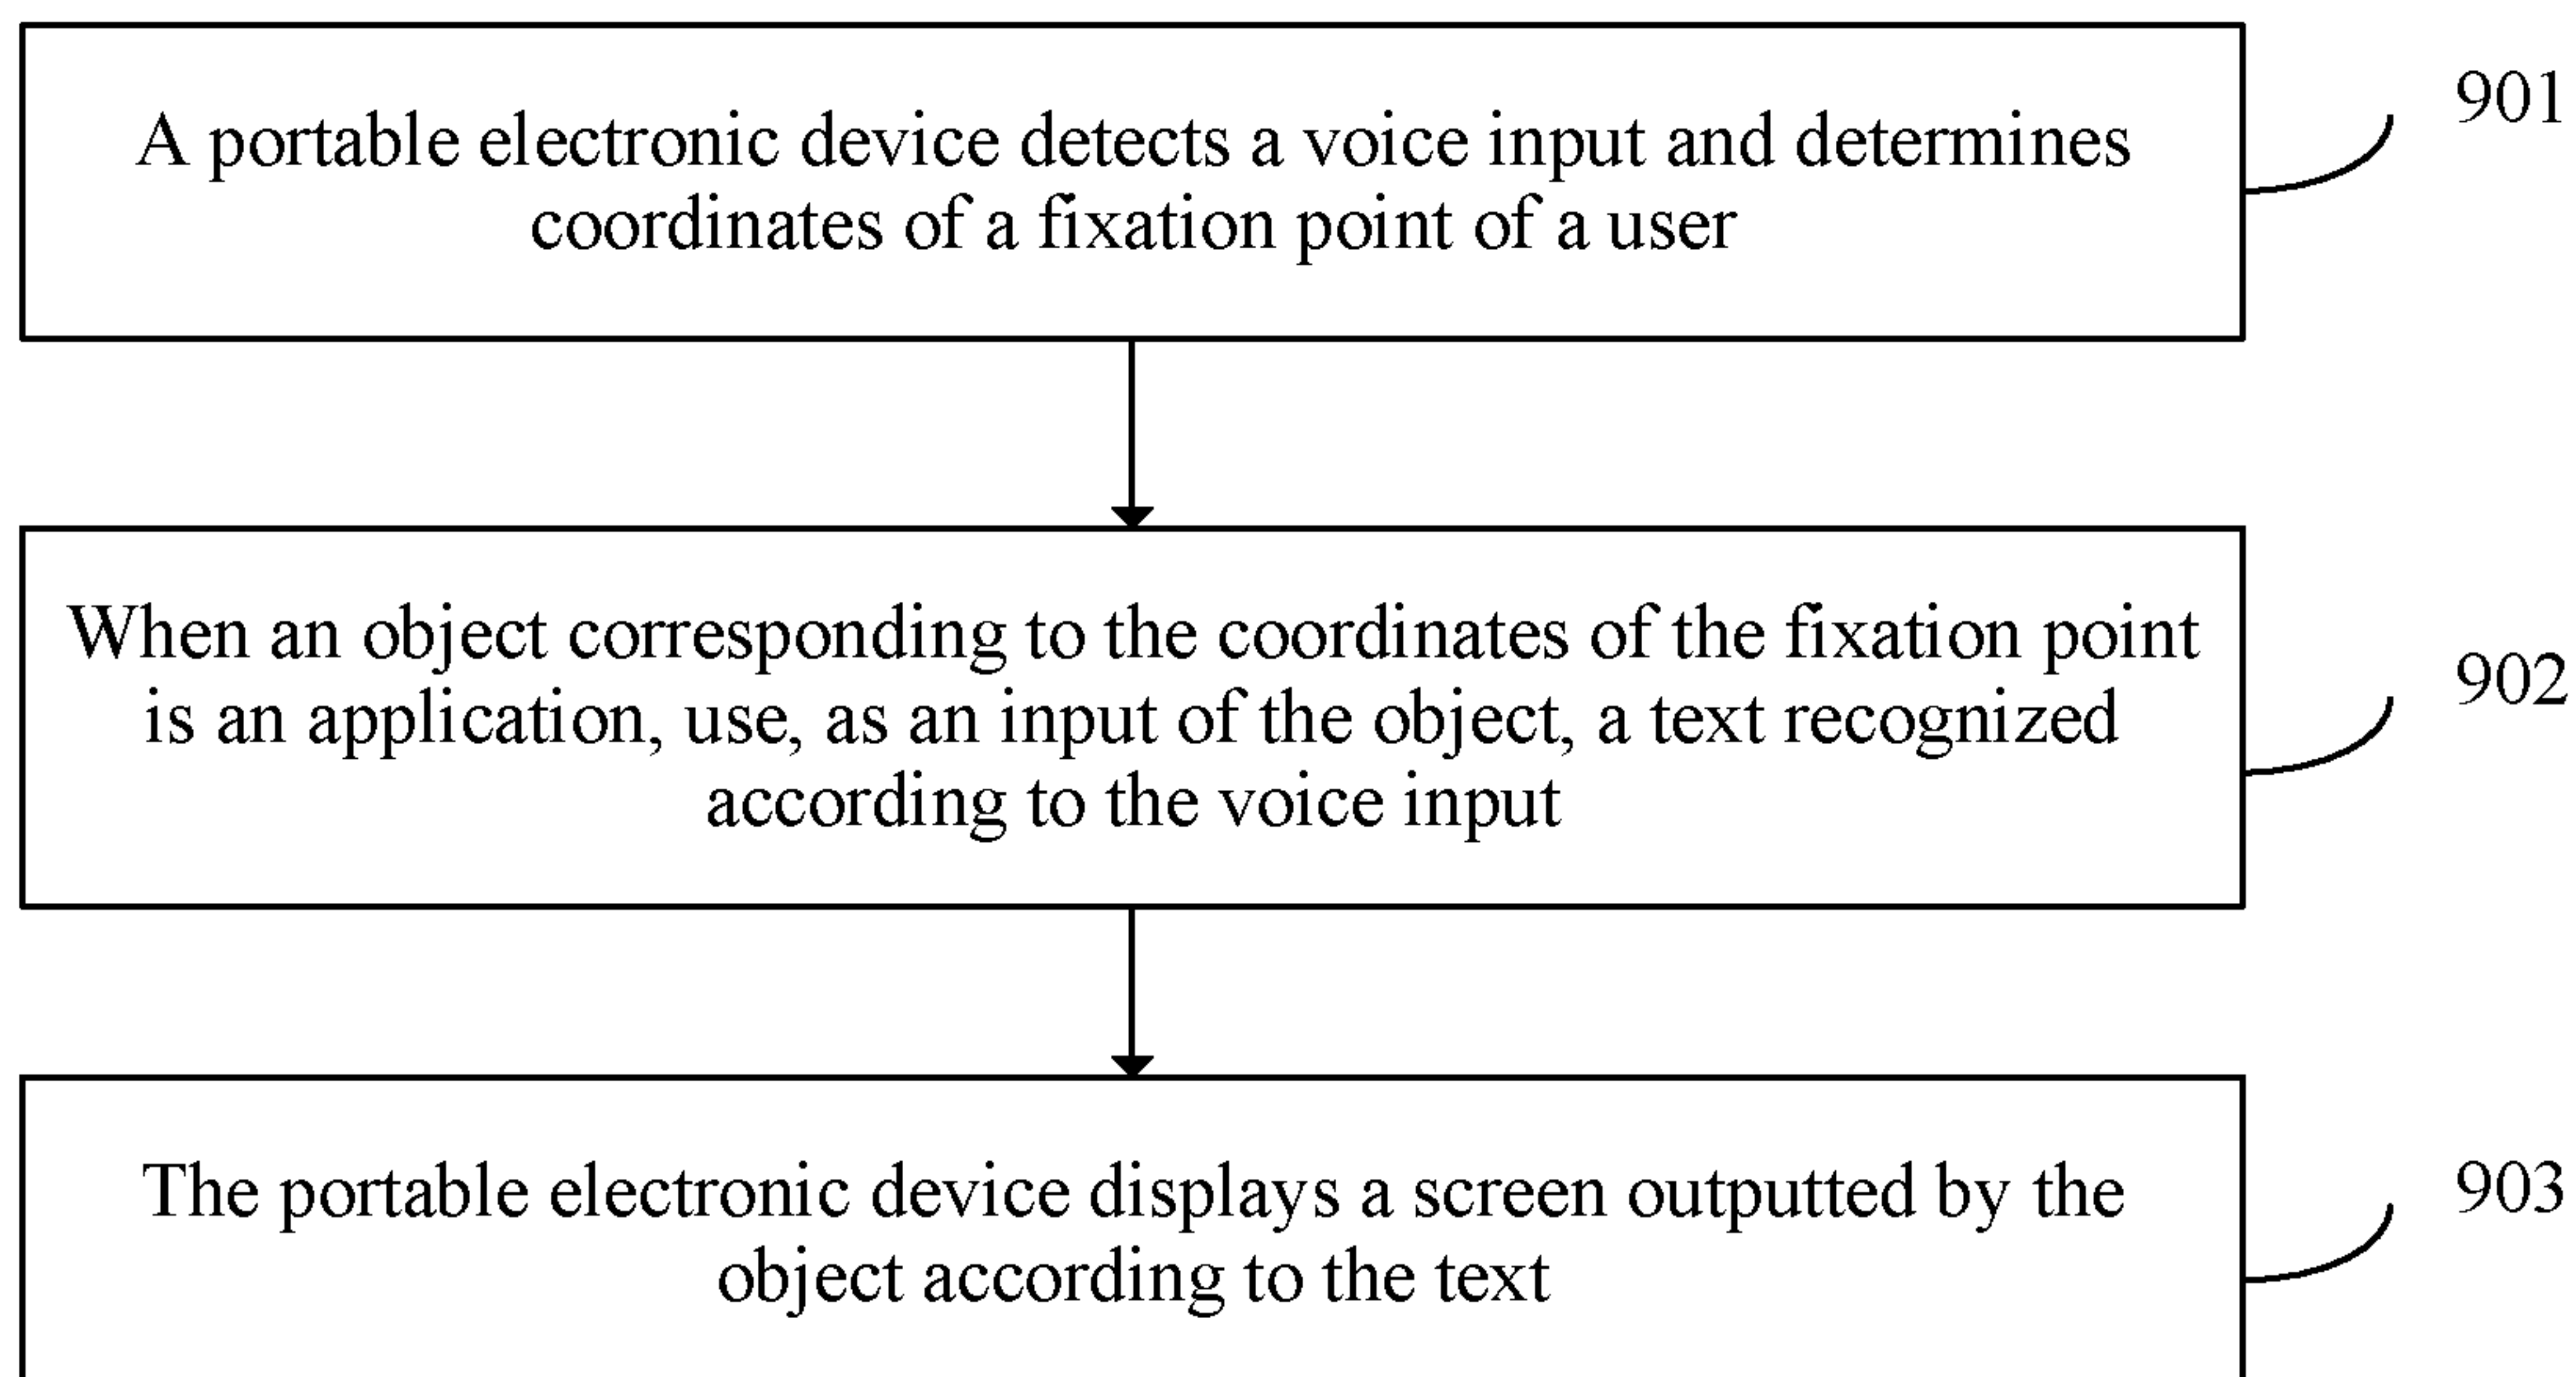 A portable electronic device detects a voice input and determines
coordinates of a fixation point of a user
901
When an object corresponding to the coordinates of the fixation point
is an application, use, as an input of the object, a text recognized
according to the voice input
902
The portable electronic device displays a screen outputted by the
object according to the text
903